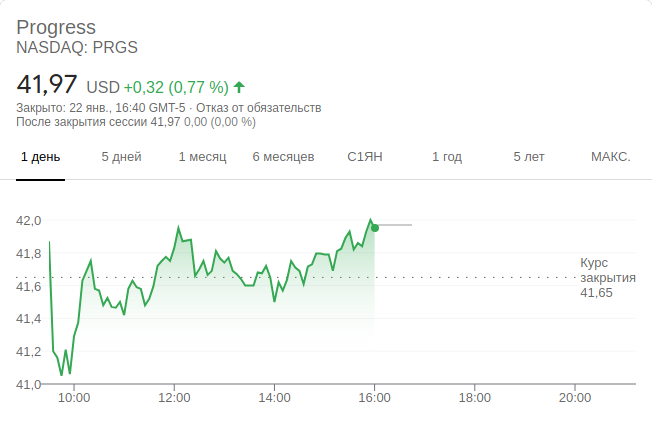 Progress
NASDAQ: PRGS
41,97 USD +0,32 (0,77 %)
Закрыто: 22 янв., 16:40 GMT-5 · Отказ от обязательств
После закрытия сессии 41,97 0,00 (0,00 %)
1 день 5 дней 1 месяц 6 месяцев С1ЯН 1 год 5 лет МАКС.
42,0
41,8
Курс
закрытия
41,65
41,6
41,4
41,2
41,0
10:00 12:00 14:00 16:00 18:00 20:00